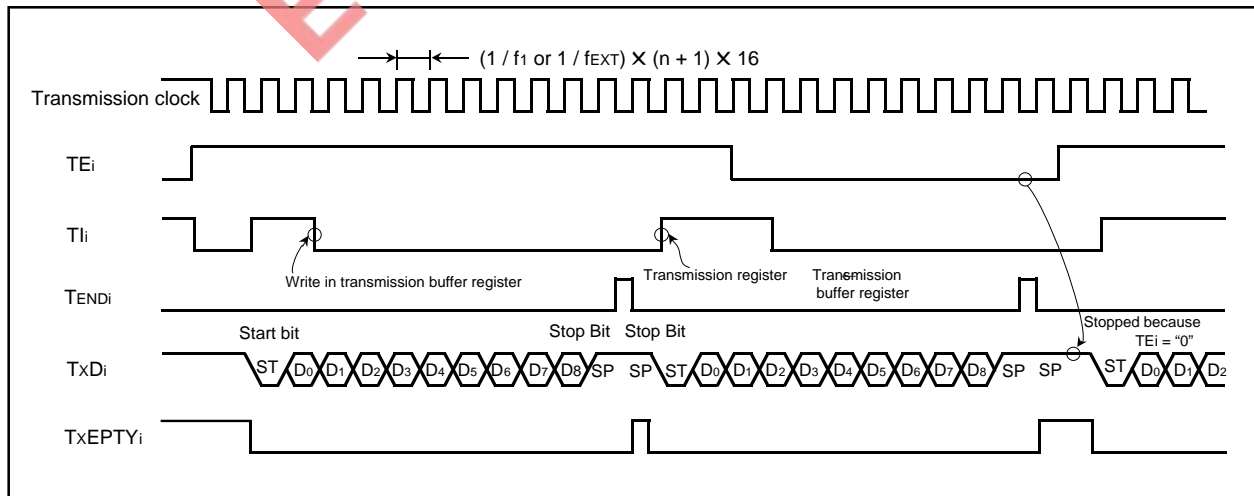 (1 / f1 or 1 / fEXT) X (n + 1) X 16
Transmission clock
TEi
TIi
Write in transmission buffer register
Transmission register
Transmission
buffer register
TENDi
Start bit
Stop Bit
Stop Bit
Stopped because
TEi = “0”
TXDi
ST D0 D1 D2 D3 D4 D5 D6 D7 D8 SP SP ST D0 D1 D2 D3 D4 D5 D6 D7 D8 SP SP ST D0 D1 D2
TXEPTYi